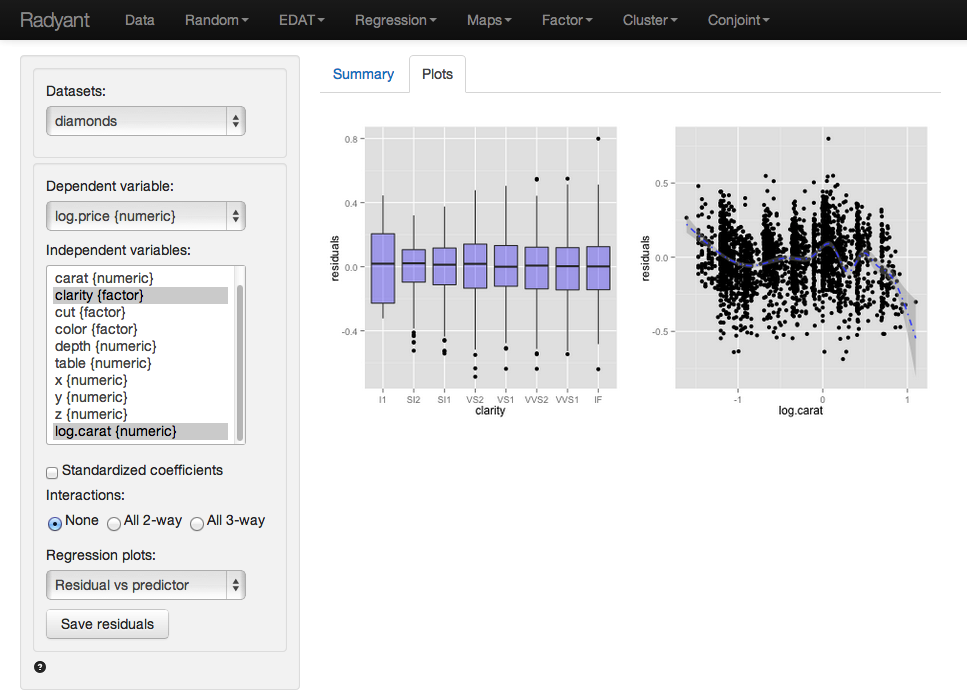 Radyant Data Random EDAT Regression Maps Factor Cluster Conjoint
Datasets:
diamonds
Dependent variable:
log.price {numeric}
Independent variables:
carat {numeric}
clarity {factor}
cut {factor}
color {factor}
depth {numeric}
table {numeric}
x {numeric}
y {numeric}
z {numeric}
log.carat {numeric}
Standardized coefficients
Interactions:
None All 2-way All 3-way
Regression plots:
Residual vs predictor
Save residuals
?
Summary Plots
0.8
0.4
0.0
-0.4
residuals
I1 SI2 SI1 VS2 VS1 VVS2 VVS1 IF
clarity
0.5
0.0
-0.5
residuals
-1 0 1
log.carat